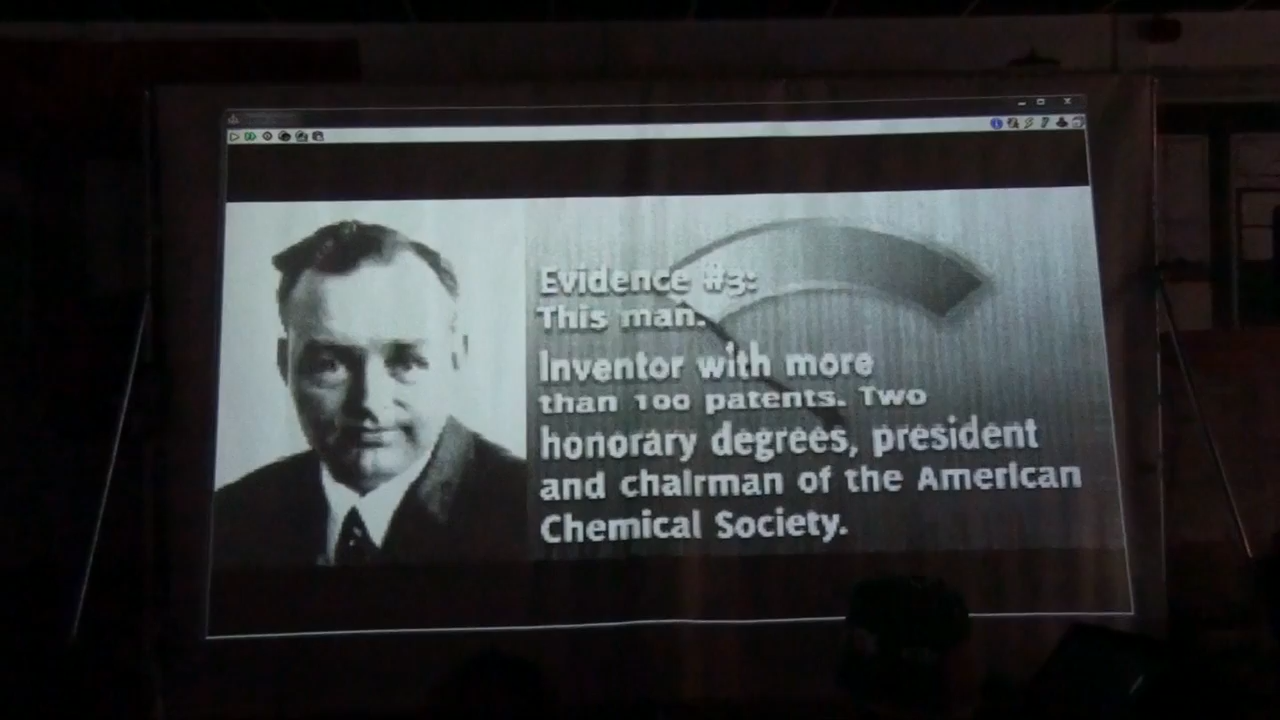 Evidence #3:
This man.
Inventor with more
than 100 patents. Two
honorary degrees, president
and chairman of the American
Chemical Society.